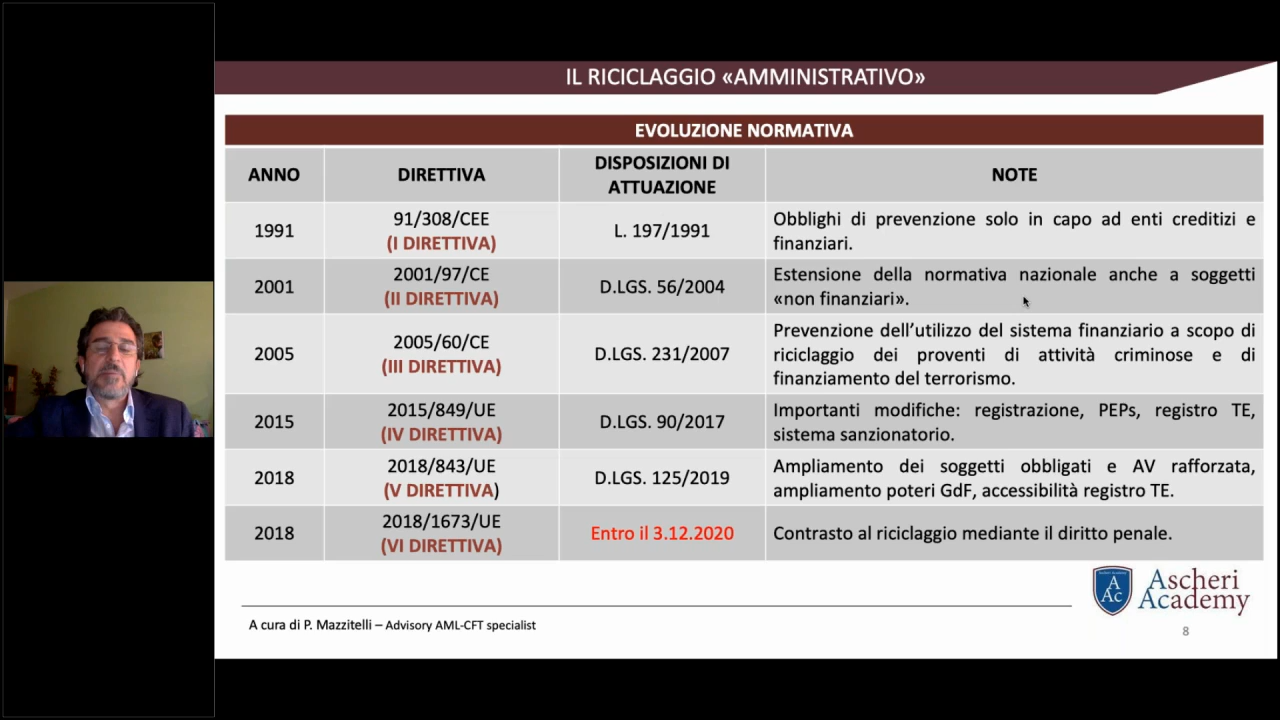 IL RICICLAGGIO «AMMINISTRATIVO»
EVOLUZIONE NORMATIVA
ANNO
DIRETTIVA
DISPOSIZIONI DI
ATTUAZIONE
NOTE
1991
91/308/CEE
(I DIRETTIVA)
L. 197/1991
Obblighi di prevenzione solo in capo ad enti creditizi e
finanziari.
2001
2001/97/CE
(II DIRETTIVA)
D.LGS. 56/2004
Estensione della normativa nazionale anche a soggetti
«non finanziari».
2005
2005/60/CE
(III DIRETTIVA)
D.LGS. 231/2007
Prevenzione dell’utilizzo del sistema finanziario a scopo di
riciclaggio dei proventi di attività criminose e di
finanziamento del terrorismo.
2015
2015/849/UE
(IV DIRETTIVA)
D.LGS. 90/2017
Importanti modifiche: registrazione, PEPs, registro TE,
sistema sanzionatorio.
2018
2018/843/UE
(V DIRETTIVA)
D.LGS. 125/2019
Ampliamento dei soggetti obbligati e AV rafforzata,
ampliamento poteri GdF, accessibilità registro TE.
2018
2018/1673/UE
(VI DIRETTIVA)
Entro il 3.12.2020
Contrasto al riciclaggio mediante il diritto penale.
A cura di P. Mazzitelli – Advisory AML-CFT specialist
Ascheri Academy
A
Ac
Ascheri
Academy
8